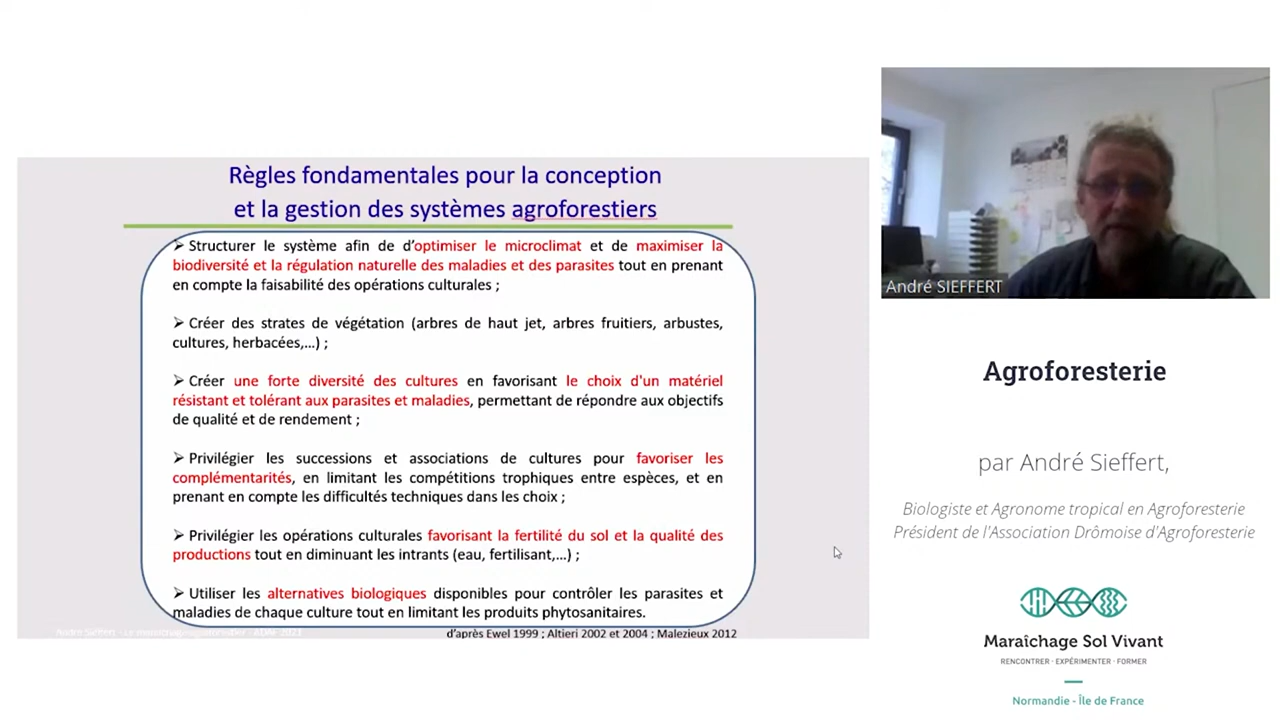 Règles fondamentales pour la conception
et la gestion des systèmes agroforestiers
➢ Structurer le système afin de d'optimiser le microclimat et de maximiser la
biodiversité et la régulation naturelle des maladies et des parasites tout en prenant
en compte la faisabilité des opérations culturales ;
➢ Créer des strates de végétation (arbres de haut jet, arbres fruitiers, arbustes,
cultures, herbacées,...) ;
➢ Créer une forte diversité des cultures en favorisant le choix d'un matériel
résistant et tolérant aux parasites et maladies, permettant de répondre aux objectifs
de qualité et de rendement ;
➢ Privilégier les successions et associations de cultures pour favoriser les
complémentarités, en limitant les compétitions trophiques entre espèces, et en
prenant en compte les difficultés techniques dans les choix ;
➢ Privilégier les opérations culturales favorisant la fertilité du sol et la qualité des
productions tout en diminuant les intrants (eau, fertilisant,...) ;
➢ Utiliser les alternatives biologiques disponibles pour contrôler les parasites et
maladies de chaque culture tout en limitant les produits phytosanitaires.
André Sieffert - Le maraîchage
d'après Ewel 1999 ; Altieri 2002 et 2004 ; Malezieux 2012
André SIEFFERT
Agroforesterie
par André Sieffert,
Biologiste et Agronome tropical en Agroforesterie
Président de l'Association Drômoise d'Agroforesterie
Maraîchage Sol Vivant
RENCONTRER · EXPÉRIMENTER · FORMER
Normandie - Île de France